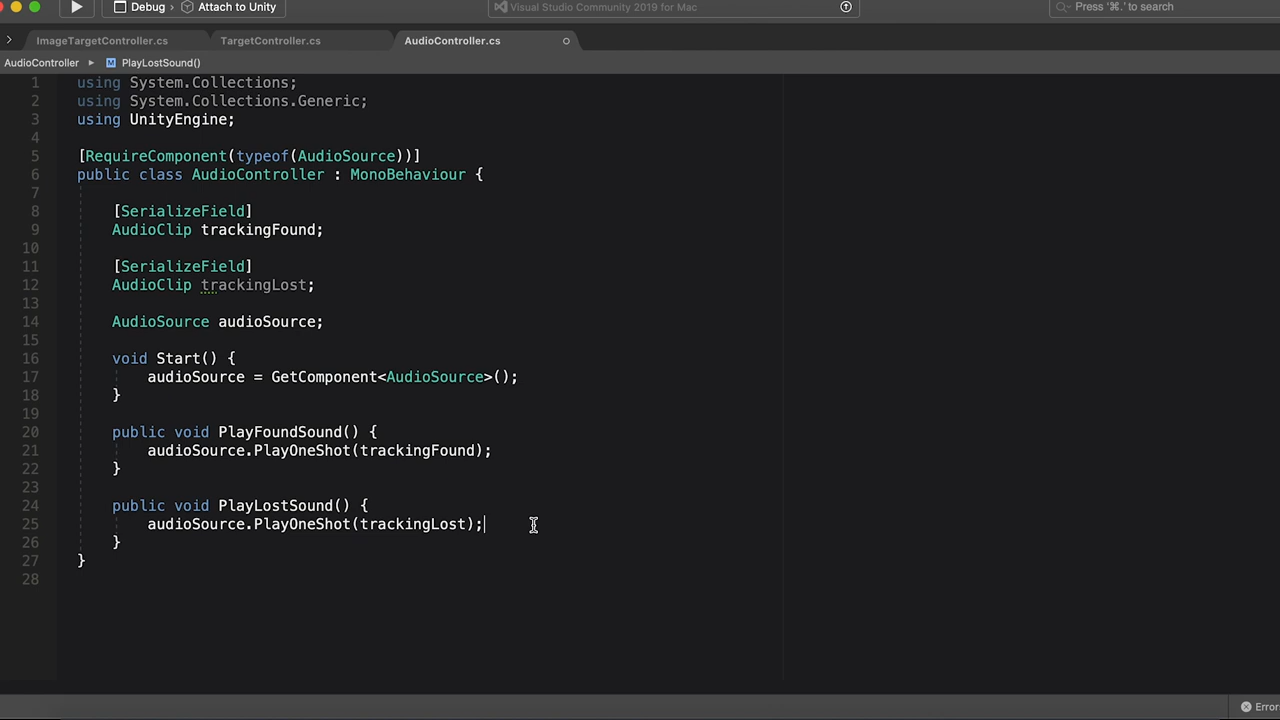 Debug › Attach to Unity
Visual Studio Community 2019 for Mac
Press '⌘.' to search
ImageTargetController.cs
TargetController.cs
AudioController.cs
AudioController ▶ M PlayLostSound()
1 using System.Collections;
2 using System.Collections.Generic;
3 using UnityEngine;
4
5 [RequireComponent(typeof(AudioSource))]
6 public class AudioController : MonoBehaviour {
7
8 [SerializeField]
9 AudioClip trackingFound;
10
11 [SerializeField]
12 AudioClip trackingLost;
13
14 AudioSource audioSource;
15
16 void Start() {
17 audioSource = GetComponent<AudioSource>();
18 }
19
20 public void PlayFoundSound() {
21 audioSource.PlayOneShot(trackingFound);
22 }
23
24 public void PlayLostSound() {
25 audioSource.PlayOneShot(trackingLost);
26 }
27 }
28
Error